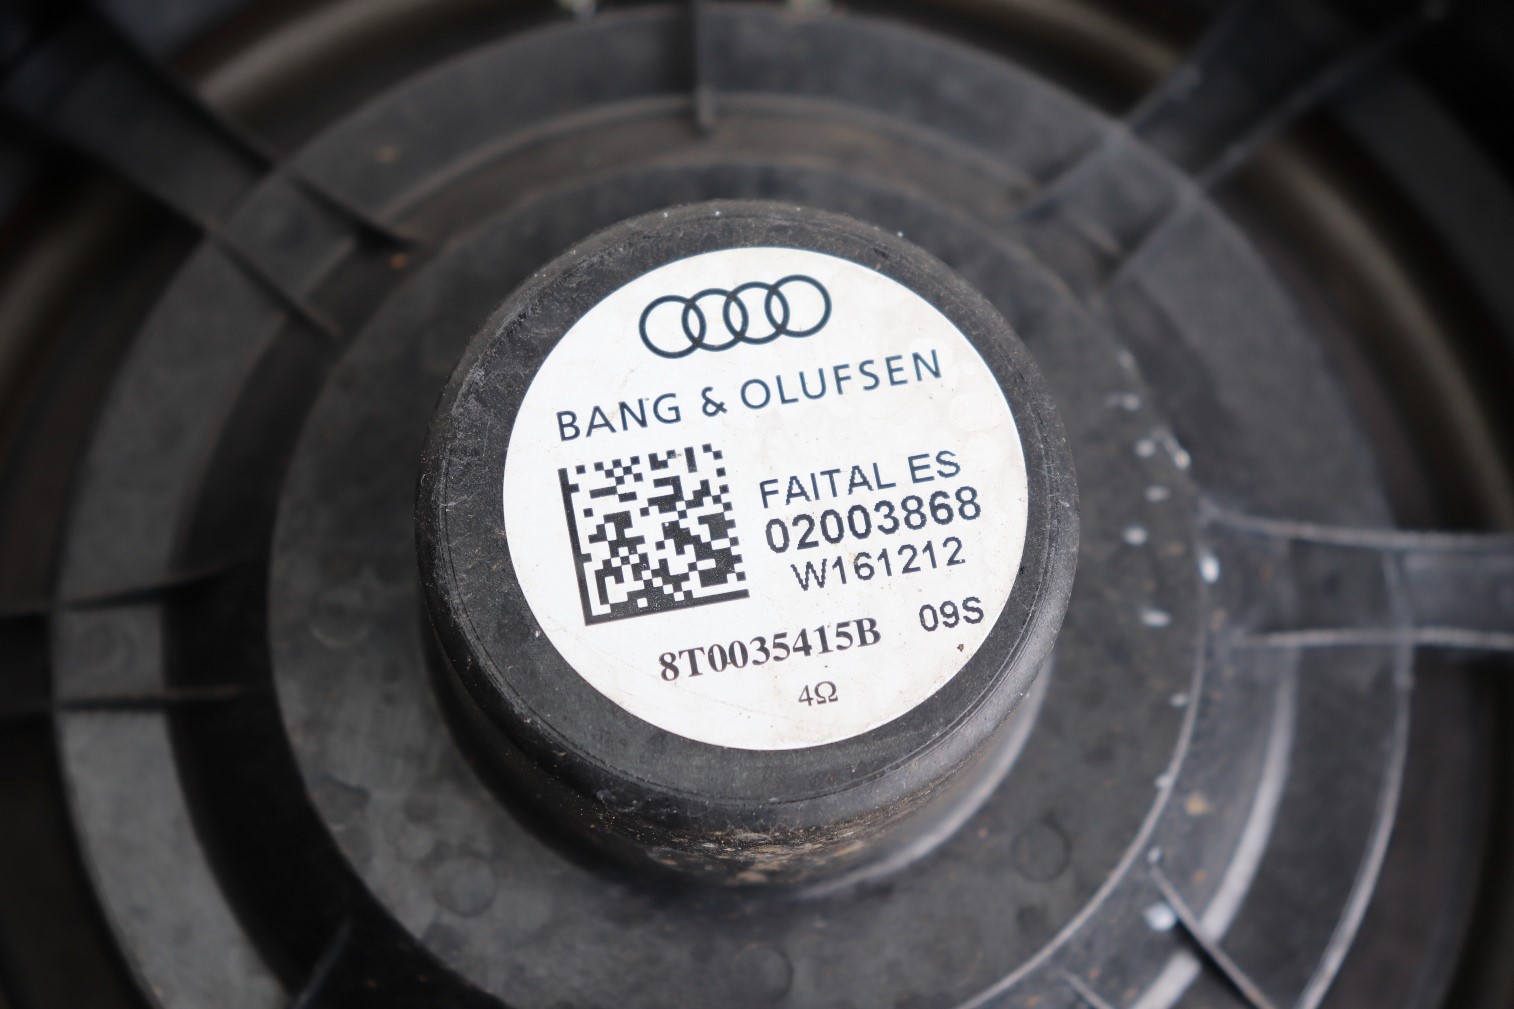 BANG & OLUFSEN
FAITAL ES
02003868
W161212
09S
8T0035415B
4Ω